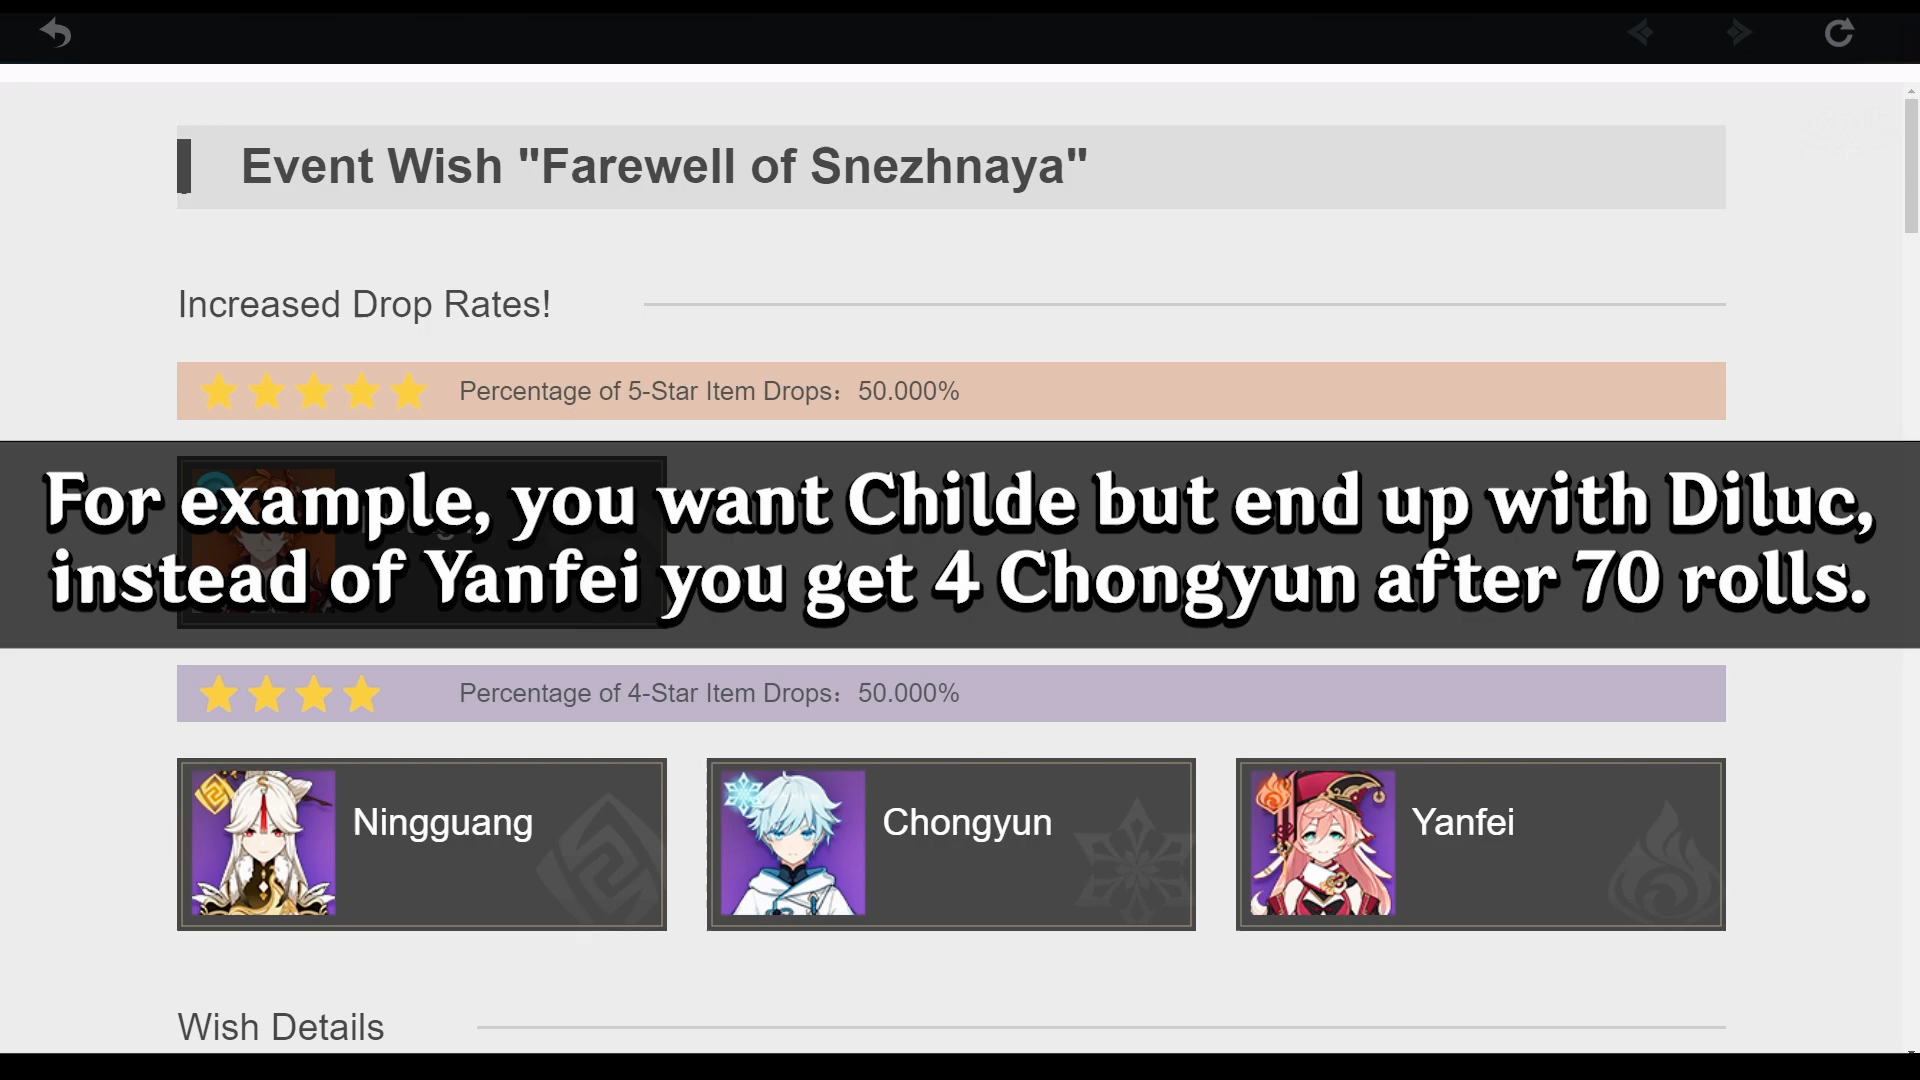 Event Wish "Farewell of Snezhnaya"
Increased Drop Rates!
Percentage of 5-Star Item Drops: 50.000%
For example, you want Childe but end up with Diluc,
instead of Yanfei you get 4 Chongyun after 70 rolls.
Percentage of 4-Star Item Drops: 50.000%
Ningguang
Chongyun
Yanfei
Wish Details